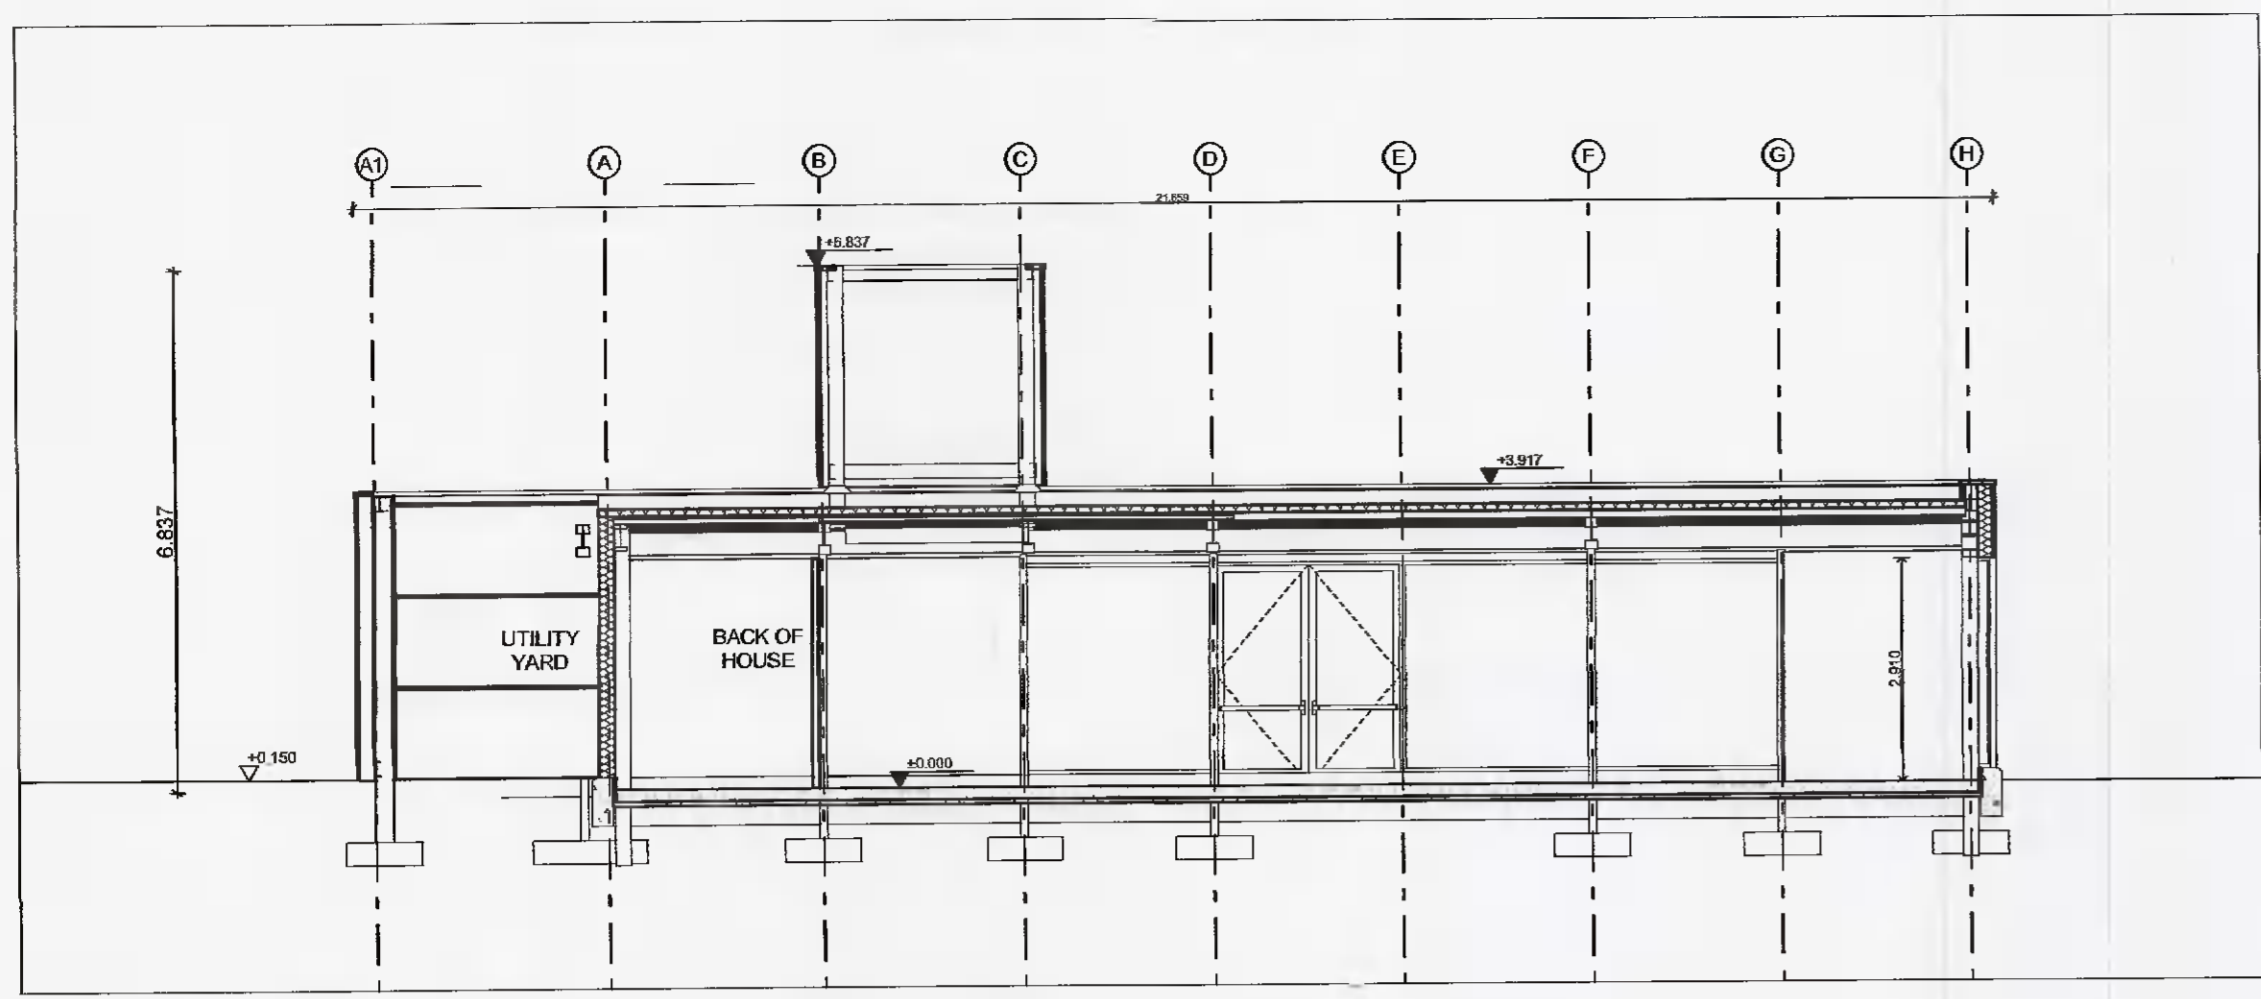 A1 A B C D E F G H
21.659
+6.837
+3.917
6.837
UTILITY
YARD
BACK OF
HOUSE
2.910
+0.150
±0.000